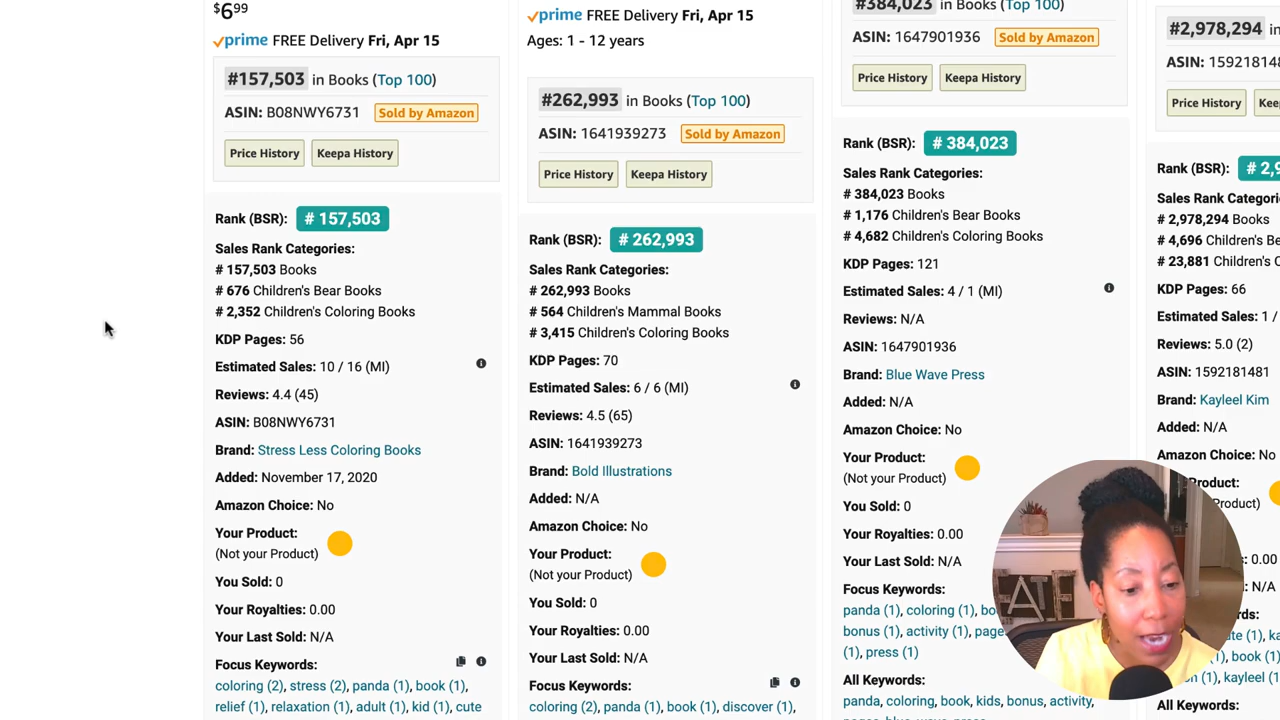 $6 99
prime FREE Delivery Fri, Apr 15
#157,503 in Books (Top 100)
ASIN: B08NWY6731 Sold by Amazon
Price History Keepa History
Rank (BSR): # 157,503
Sales Rank Categories:
# 157,503 Books
# 676 Children's Bear Books
# 2,352 Children's Coloring Books
KDP Pages: 56
Estimated Sales: 10 / 16 (MI)
Reviews: 4.4 (45)
ASIN: B08NWY6731
Brand: Stress Less Coloring Books
Added: November 17, 2020
Amazon Choice: No
Your Product:
(Not your Product)
You Sold: 0
Your Royalties: 0.00
Your Last Sold: N/A
Focus Keywords:
coloring (2), stress (2), panda (1), book (1),
relief (1), relaxation (1), adult (1), kid (1), cute
prime FREE Delivery Fri, Apr 15
Ages: 1 - 12 years
#262,993 in Books (Top 100)
ASIN: 1641939273 Sold by Amazon
Price History Keepa History
Rank (BSR): # 262,993
Sales Rank Categories:
# 262,993 Books
# 564 Children's Mammal Books
# 3,415 Children's Coloring Books
KDP Pages: 70
Estimated Sales: 6 / 6 (MI)
Reviews: 4.5 (65)
ASIN: 1641939273
Brand: Bold Illustrations
Added: N/A
Amazon Choice: No
Your Product:
(Not your Product)
You Sold: 0
Your Royalties: 0.00
Your Last Sold: N/A
Focus Keywords:
coloring (2), panda (1), book (1), discover (1),
#384,023 in Books (Top 100)
ASIN: 1647901936 Sold by Amazon
Price History Keepa History
Rank (BSR): # 384,023
Sales Rank Categories:
# 384,023 Books
# 1,176 Children's Bear Books
# 4,682 Children's Coloring Books
KDP Pages: 121
Estimated Sales: 4 / 1 (MI)
Reviews: N/A
ASIN: 1647901936
Brand: Blue Wave Press
Added: N/A
Amazon Choice: No
Your Product:
(Not your Product)
You Sold: 0
Your Royalties: 0.00
Your Last Sold: N/A
Focus Keywords:
panda (1), coloring (1),
bonus (1), activity (1),
(1), press (1)
All Keywords:
panda, coloring, book, kids, bonus, activity,
#2,978,294 in
ASIN:
Price History
Rank (BSR):
Sales Rank
# 2,978,294 Books
# 4,696 Children's
# 23,881
KDP Pages: 66
Estimated Sales: 1 /
Reviews: 5.0 (2)
ASIN: 1592181481
Brand: Kayleel Kim
Added: N/A
Amazon Choice: No
Product:
Product)
0.00
N/A
book (1)
kayleel (1)
All Keywords:
AT